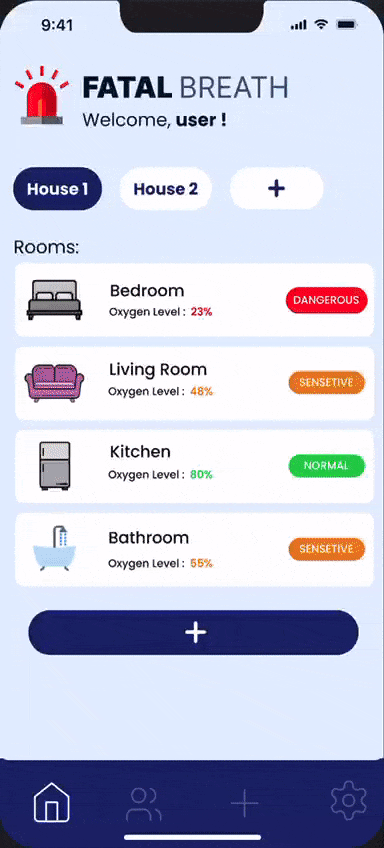 9:41
FATAL BREATH
Welcome, user !
House 1
House 2
+
Rooms:
Bedroom
Oxygen Level : 23%
DANGEROUS
Living Room
Oxygen Level : 48%
SENSETIVE
Kitchen
Oxygen Level : 80%
NORMAL
Bathroom
Oxygen Level : 55%
SENSETIVE
+